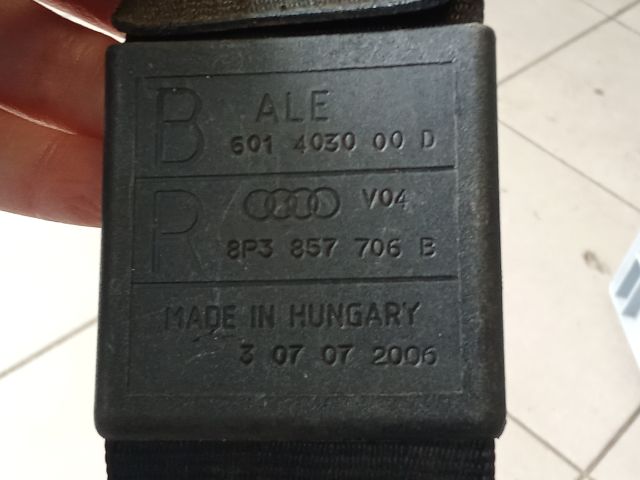 B ALE
601 4030 00 D
R V04
8P3 857 706 B
MADE IN HUNGARY
3 07 07 2006